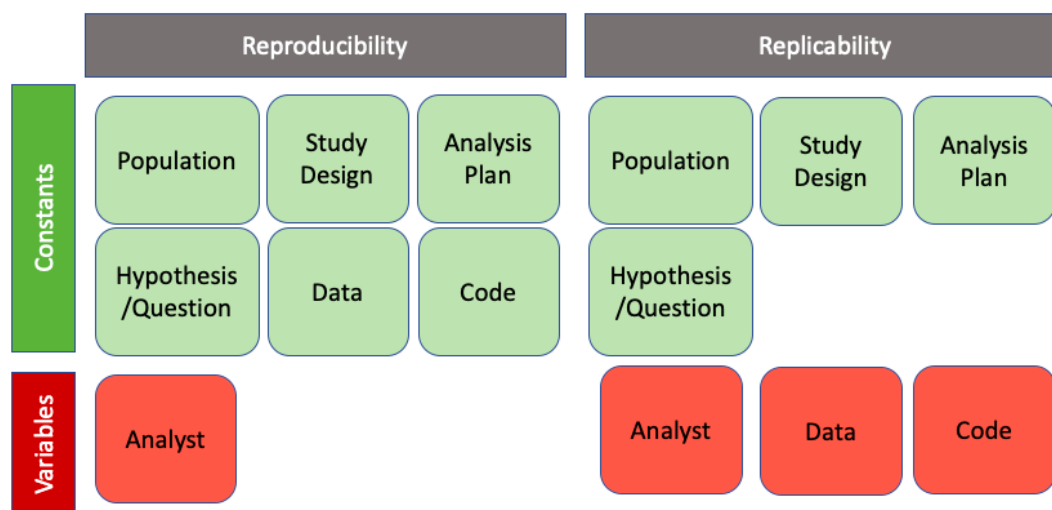 Reproducibility
Replicability
Constants
Population
Study
Design
Analysis
Plan
Hypothesis
/Question
Data
Code
Population
Study
Design
Analysis
Plan
Hypothesis
/Question
Variables
Analyst
Analyst
Data
Code